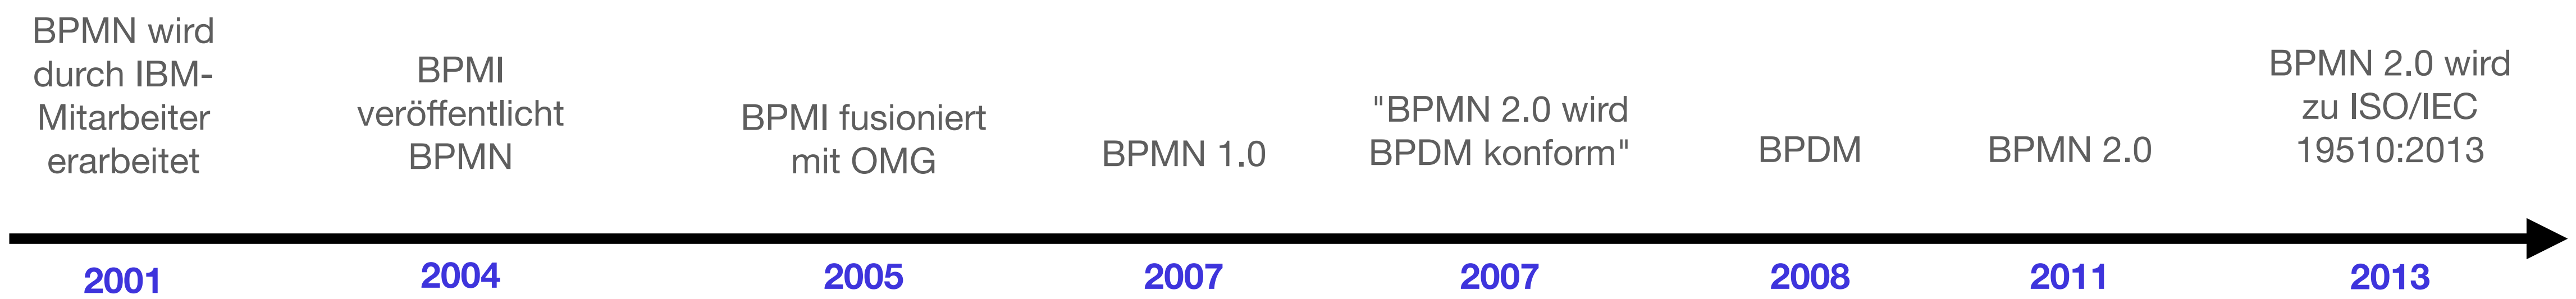 BPMN wird
durch IBM-
Mitarbeiter
erarbeitet
BPMI
veröffentlicht
BPMN
BPMI fusioniert
mit OMG
BPMN 1.0
"BPMN 2.0 wird
BPDM konform"
BPDM
BPMN 2.0
BPMN 2.0 wird
zu ISO/IEC
19510:2013
2001
2004
2005
2007
2007
2008
2011
2013